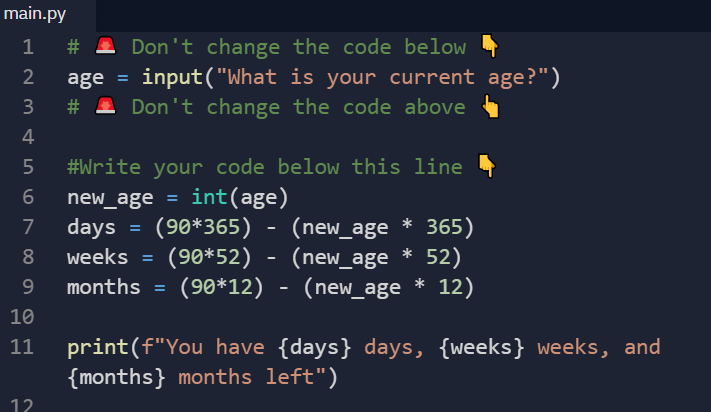 main.py
1 # 🚨 Don't change the code below 👇
2 age = input("What is your current age?")
3 # 🚨 Don't change the code above 👆
4
5 #Write your code below this line 👇
6 new_age = int(age)
7 days = (90*365) - (new_age * 365)
8 weeks = (90*52) - (new_age * 52)
9 months = (90*12) - (new_age * 12)
10
11 print(f"You have {days} days, {weeks} weeks, and
{months} months left")
12